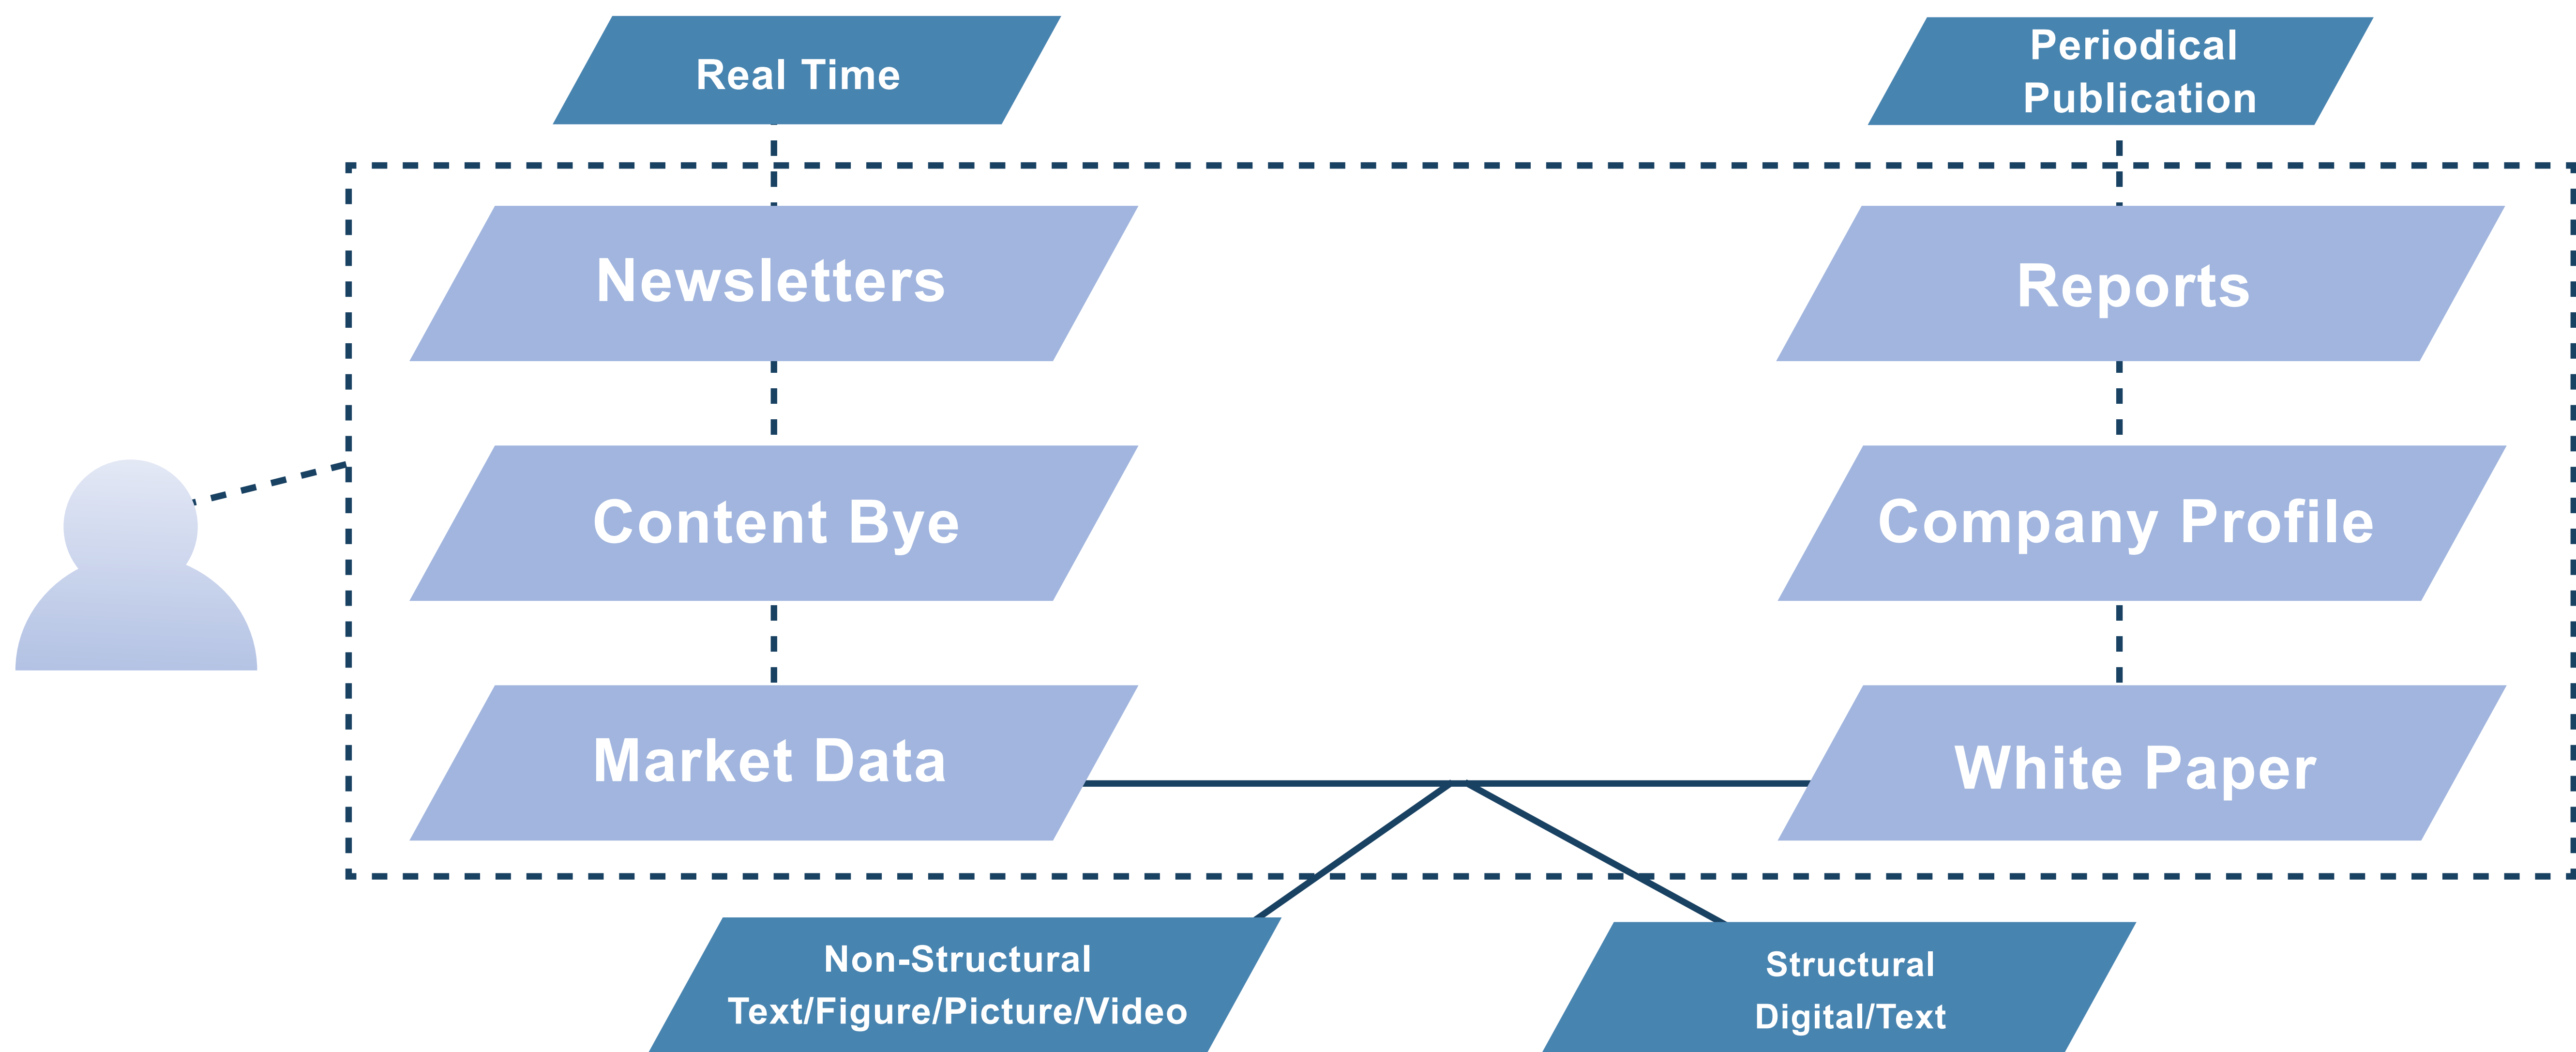 Real Time
Periodical
Publication
Newsletters
Reports
Content Bye
Company Profile
Market Data
White Paper
Non-Structural
Text/Figure/Picture/Video
Structural
Digital/Text